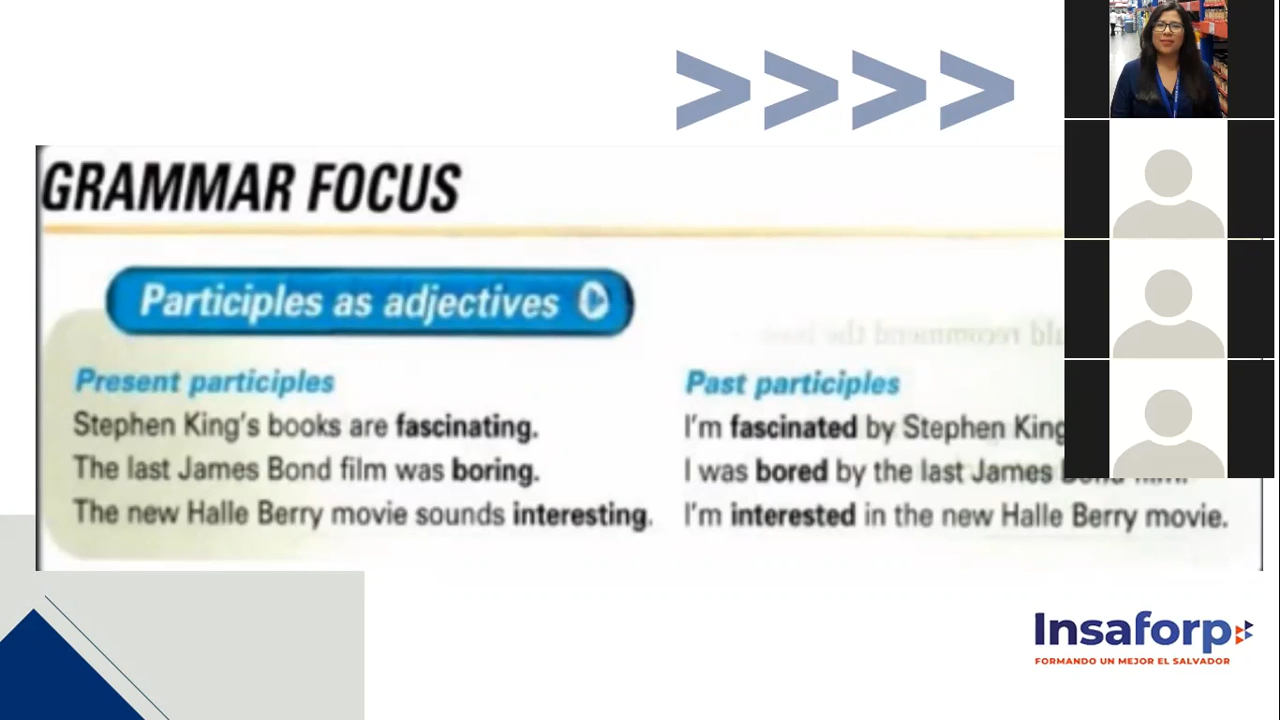 >>>>
GRAMMAR FOCUS
Participles as adjectives
Present participles
Stephen King's books are fascinating.
The last James Bond film was boring.
The new Halle Berry movie sounds interesting.
Past participles
I'm fascinated by Stephen King
I was bored by the last James
I'm interested in the new Halle Berry movie.
Insaforp
FORMANDO UN MEJOR EL SALVADOR